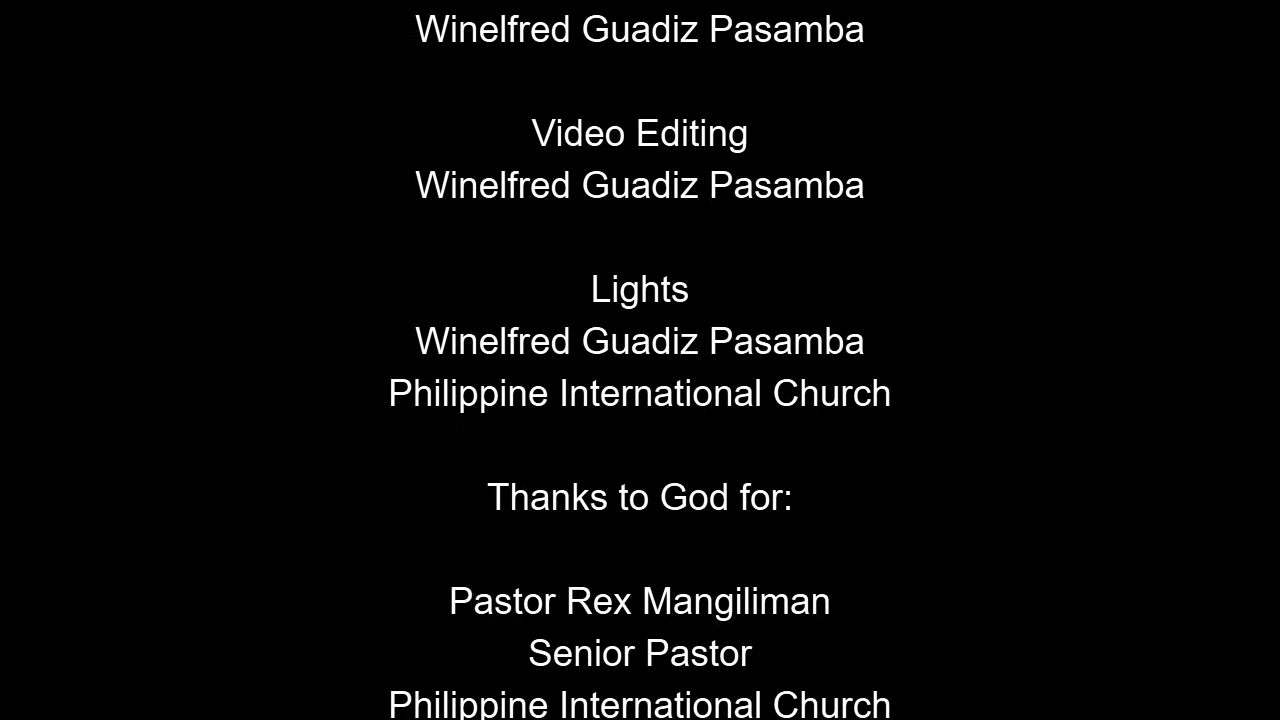 Winelfred Guadiz Pasamba
Video Editing
Winelfred Guadiz Pasamba
Lights
Winelfred Guadiz Pasamba
Philippine International Church
Thanks to God for:
Pastor Rex Mangiliman
Senior Pastor
Philippine International Church